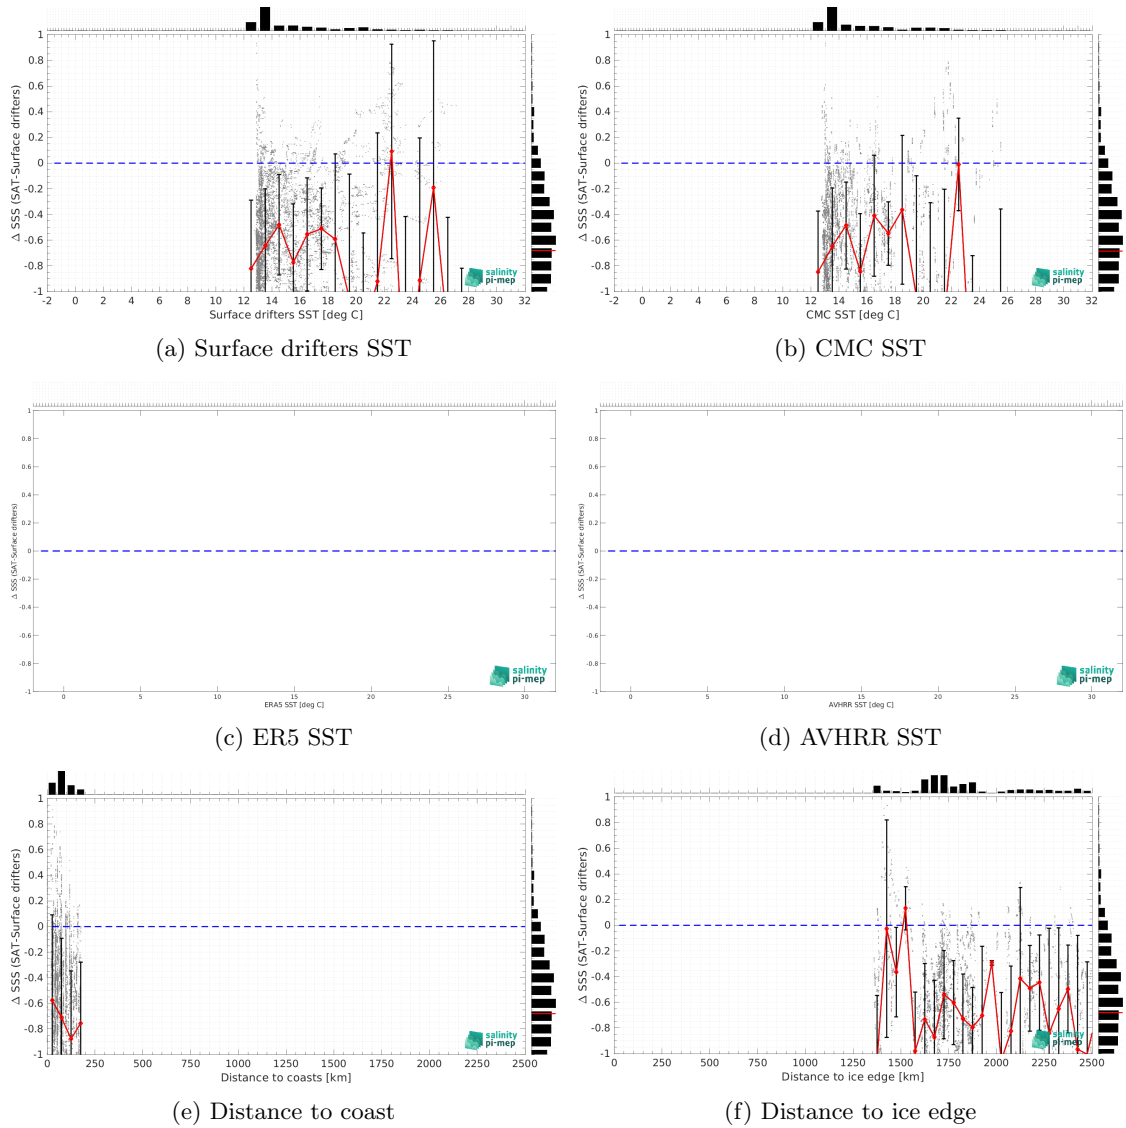 1
0.8
0.6
0.4
0.2
0
-0.2
-0.4
-0.6
-0.8
-1
Δ SSS (SAT-Surface drifters)
salinity
pi-mep
-2 0 2 4 6 8 10 12 14 16 18 20 22 24 26 28 30 32
Surface drifters SST [deg C]
(a) Surface drifters SST
1
0.8
0.6
0.4
0.2
0
-0.2
-0.4
-0.6
-0.8
-1
Δ SSS (SAT-Surface drifters)
salinity
pi-mep
-2 0 2 4 6 8 10 12 14 16 18 20 22 24 26 28 30 32
CMC SST [deg C]
(b) CMC SST
1
0.8
0.6
0.4
0.2
0
-0.2
-0.4
-0.6
-0.8
-1
Δ SSS (SAT-Surface drifters)
salinity
pi-mep
0 5 10 15 20 25 30
ERA5 SST [deg C]
(c) ER5 SST
1
0.8
0.6
0.4
0.2
0
-0.2
-0.4
-0.6
-0.8
-1
Δ SSS (SAT-Surface drifters)
salinity
pi-mep
0 5 10 15 20 25 30
AVHRR SST [deg C]
(d) AVHRR SST
1
0.8
0.6
0.4
0.2
0
-0.2
-0.4
-0.6
-0.8
-1
Δ SSS (SAT-Surface drifters)
salinity
pi-mep
0 250 500 750 1000 1250 1500 1750 2000 2250 2500
Distance to coasts [km]
(e) Distance to coast
1
0.8
0.6
0.4
0.2
0
-0.2
-0.4
-0.6
-0.8
-1
Δ SSS (SAT-Surface drifters)
salinity
pi-mep
0 250 500 750 1000 1250 1500 1750 2000 2250 2500
Distance to ice edge [km]
(f) Distance to ice edge